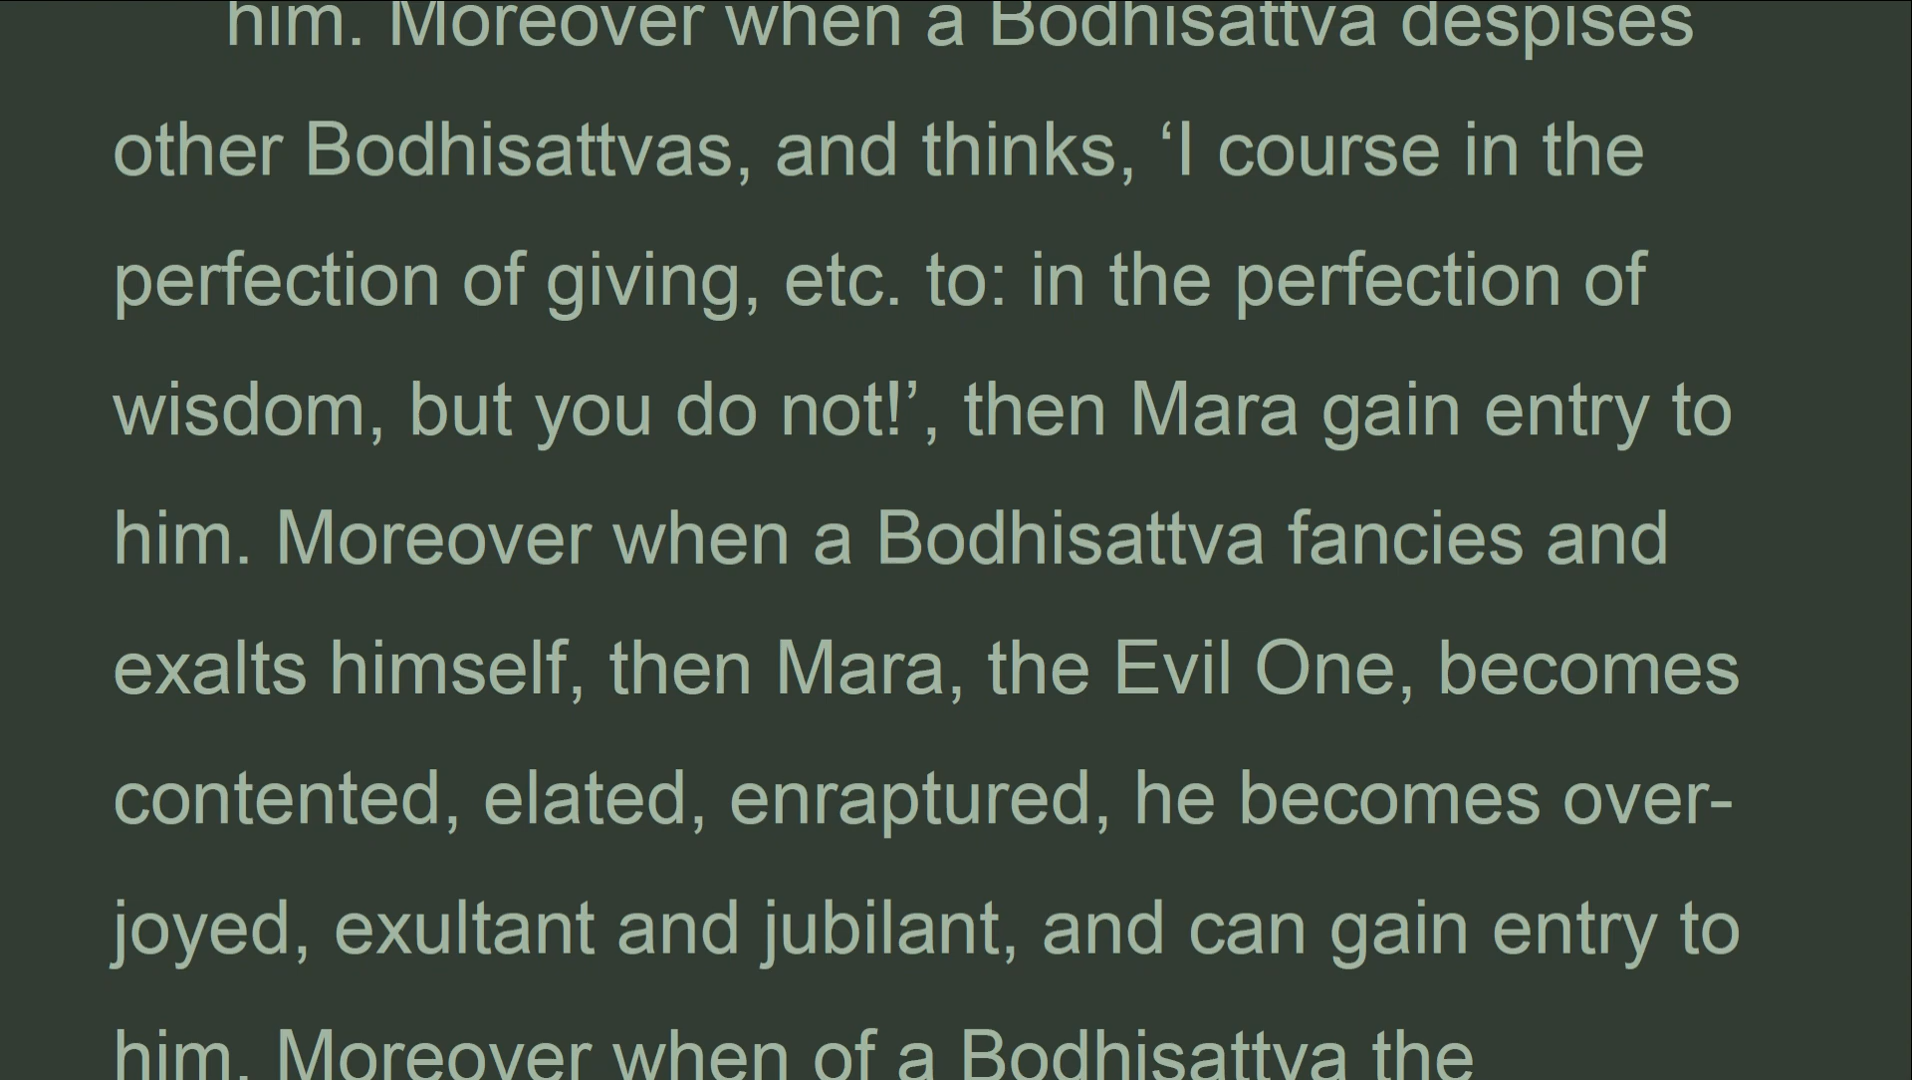 him. Moreover when a Bodhisattva despises
other Bodhisattvas, and thinks, ‘I course in the
perfection of giving, etc. to: in the perfection of
wisdom, but you do not!’, then Mara gain entry to
him. Moreover when a Bodhisattva fancies and
exalts himself, then Mara, the Evil One, becomes
contented, elated, enraptured, he becomes over-
joyed, exultant and jubilant, and can gain entry to
him. Moreover when of a Bodhisattva the